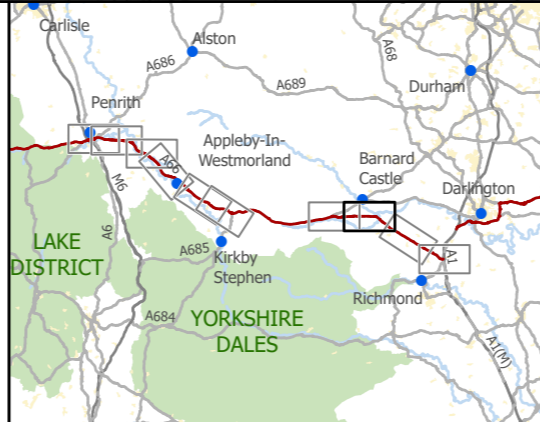 Carlisle
Alston
A686
A68
A689
Durham
Penrith
Appleby-In-
Westmorland
A66
Barnard
Castle
Darlington
M6
A6
LAKE
DISTRICT
A685
Kirkby
Stephen
A1
Richmond
A684
YORKSHIRE
DALES
A1(M)